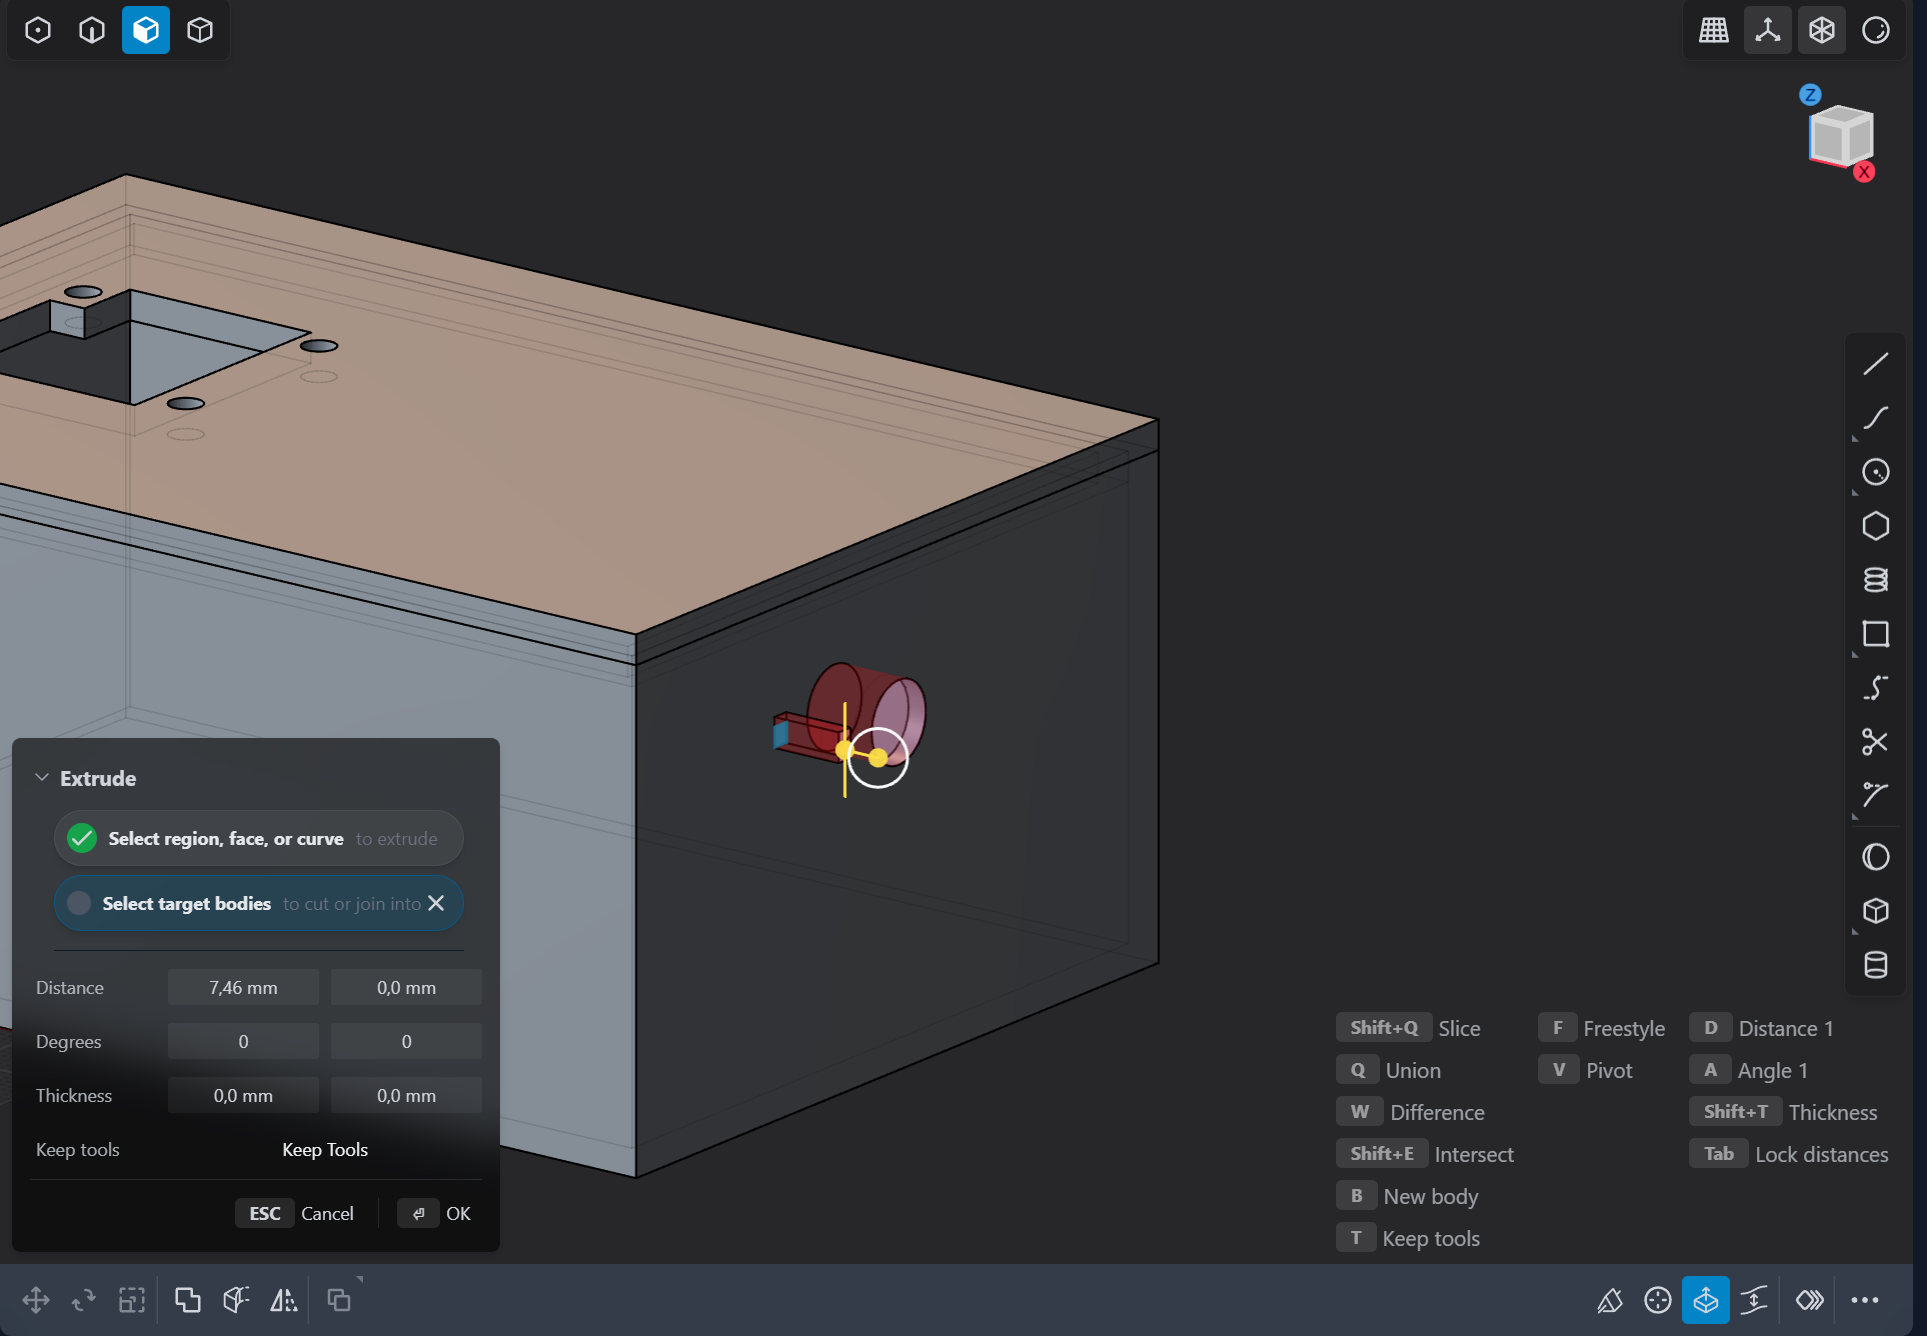 Z
X
Extrude
Select region, face, or curve to extrude
Select target bodies to cut or join into
Distance 7,46 mm 0,0 mm
Degrees 0 0
Thickness 0,0 mm 0,0 mm
Keep tools Keep Tools
ESC Cancel OK
Shift+Q Slice F Freestyle D Distance 1
Q Union V Pivot A Angle 1
W Difference Shift+T Thickness
Shift+E Intersect Tab Lock distances
B New body
T Keep tools